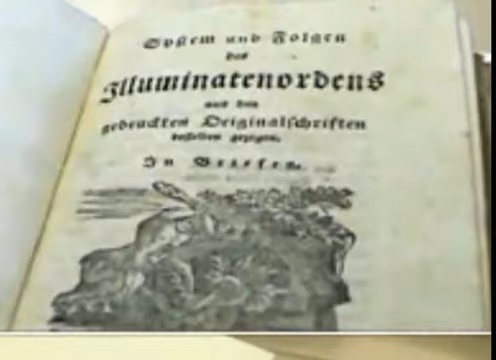 System und Folgen
des
Illuminatenordens
aus den
gedruckten Originalschriften
desselben gezogen.
In Briefen.